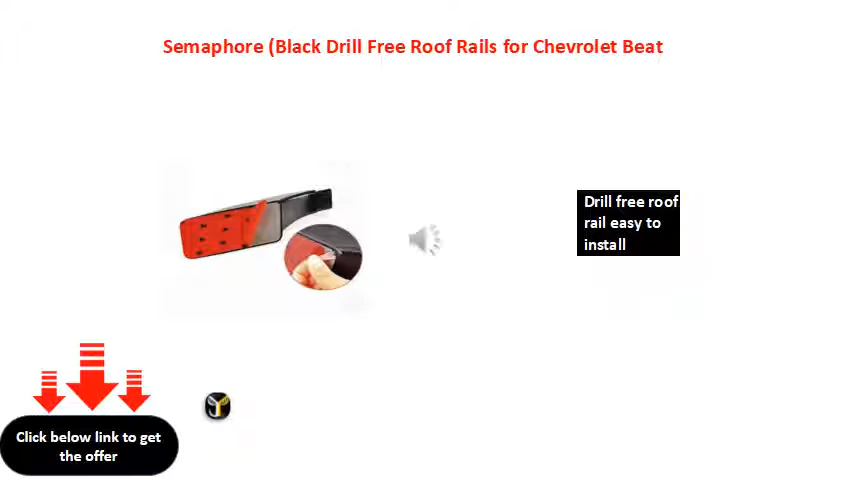 Semaphore (Black Drill Free Roof Rails for Chevrolet Beat
Drill free roof
rail easy to
install
Click below link to get
the offer